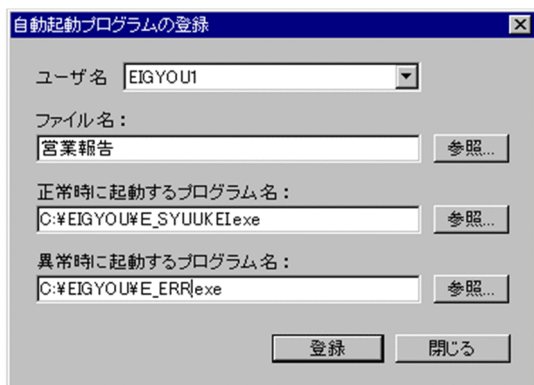 自動起動プログラムの登録
ユーザ名 EIGYOU1
ファイル名：
営業報告 参照...
正常時に起動するプログラム名：
C:¥EIGYOU¥E_SYUUKEI.exe 参照...
異常時に起動するプログラム名：
C:¥EIGYOU¥E_ERR.exe 参照...
登録 閉じる